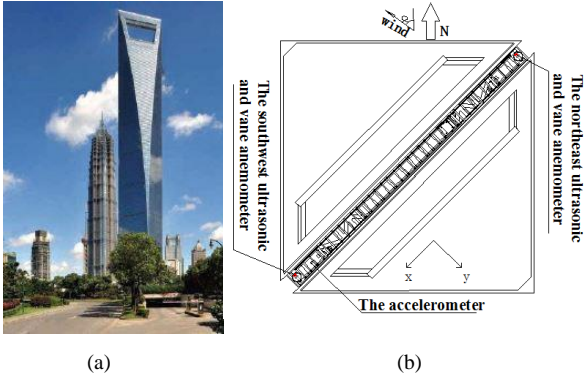 wind
α
N
The southwest ultrasonic
and vane anemometer
The northeast ultrasonic
and vane anemometer
x
y
The accelerometer
(a)
(b)